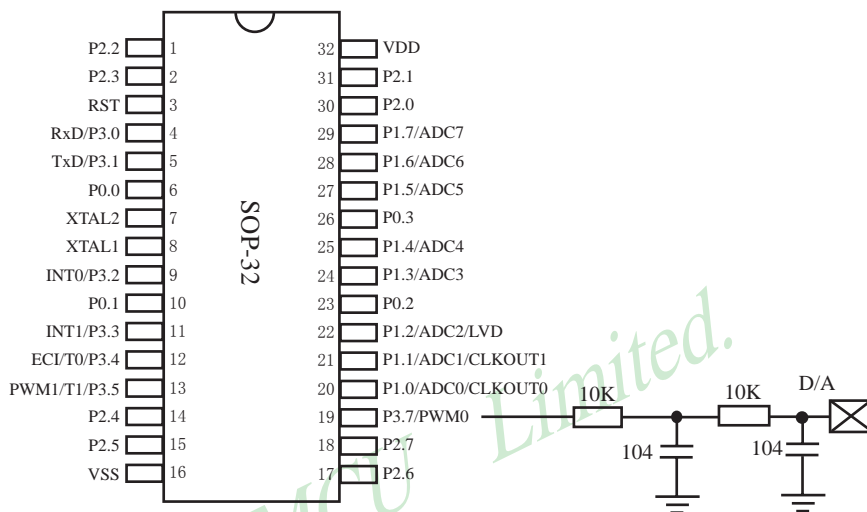 P2.2 1 32 VDD
P2.3 2 31 P2.1
RST 3 30 P2.0
RxD/P3.0 4 29 P1.7/ADC7
TxD/P3.1 5 28 P1.6/ADC6
P0.0 6 27 P1.5/ADC5
XTAL2 7 26 P0.3
XTAL1 8 25 P1.4/ADC4
INT0/P3.2 9 24 P1.3/ADC3
P0.1 10 23 P0.2
INT1/P3.3 11 22 P1.2/ADC2/LVD
ECI/T0/P3.4 12 21 P1.1/ADC1/CLKOUT1
PWM1/T1/P3.5 13 20 P1.0/ADC0/CLKOUT0
P2.4 14 19 P3.7/PWM0
P2.5 15 18 P2.7
VSS 16 17 P2.6
SOP-32
10K 10K D/A
104 104
MCU Limited.